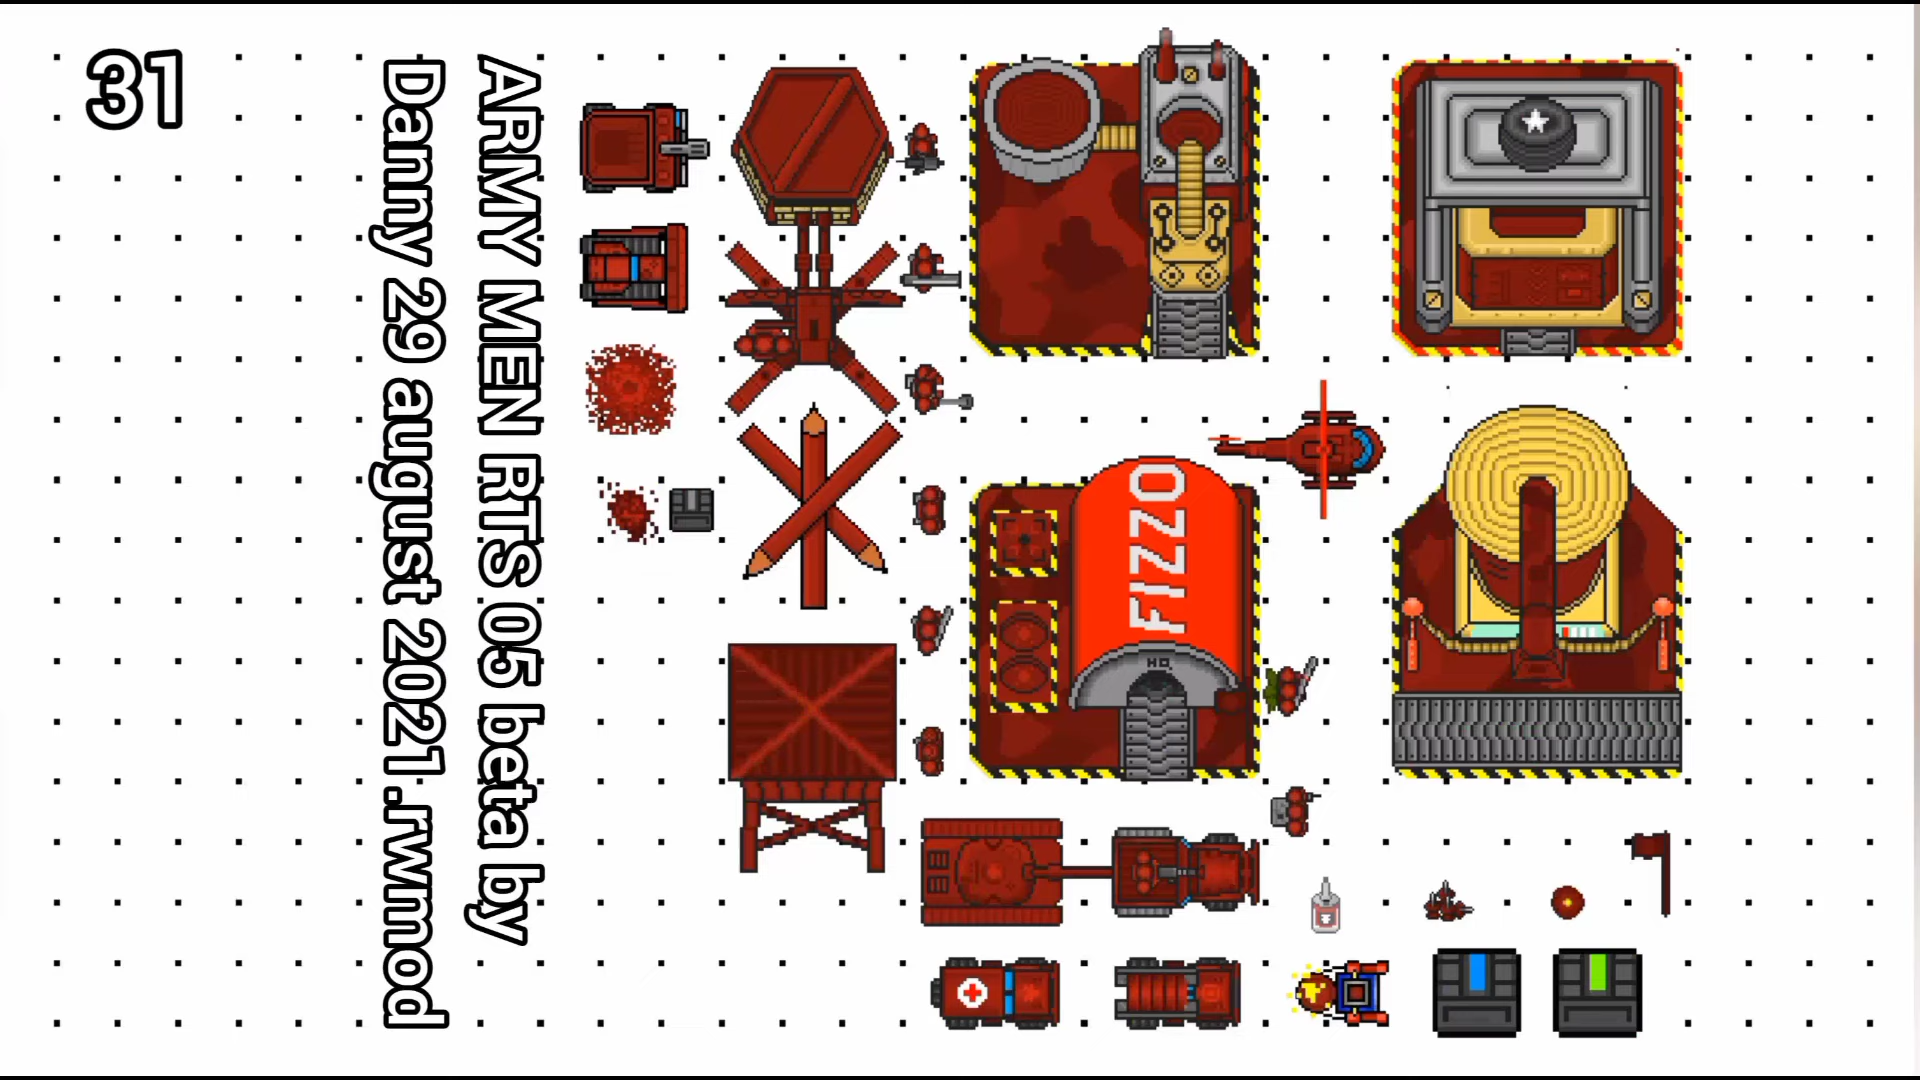 31
ARMY MEN RTS 05 beta by
Danny 29 august 2021.rwmod
FIZZO
HQ